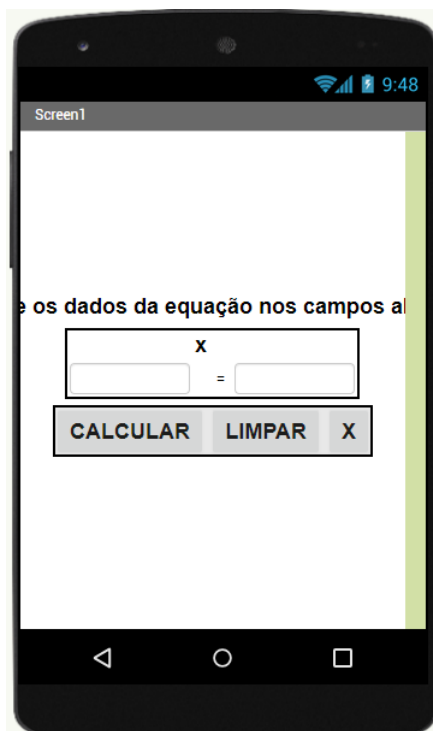 9:48
Screen1
e os dados da equação nos campos al
x
=
CALCULAR LIMPAR X